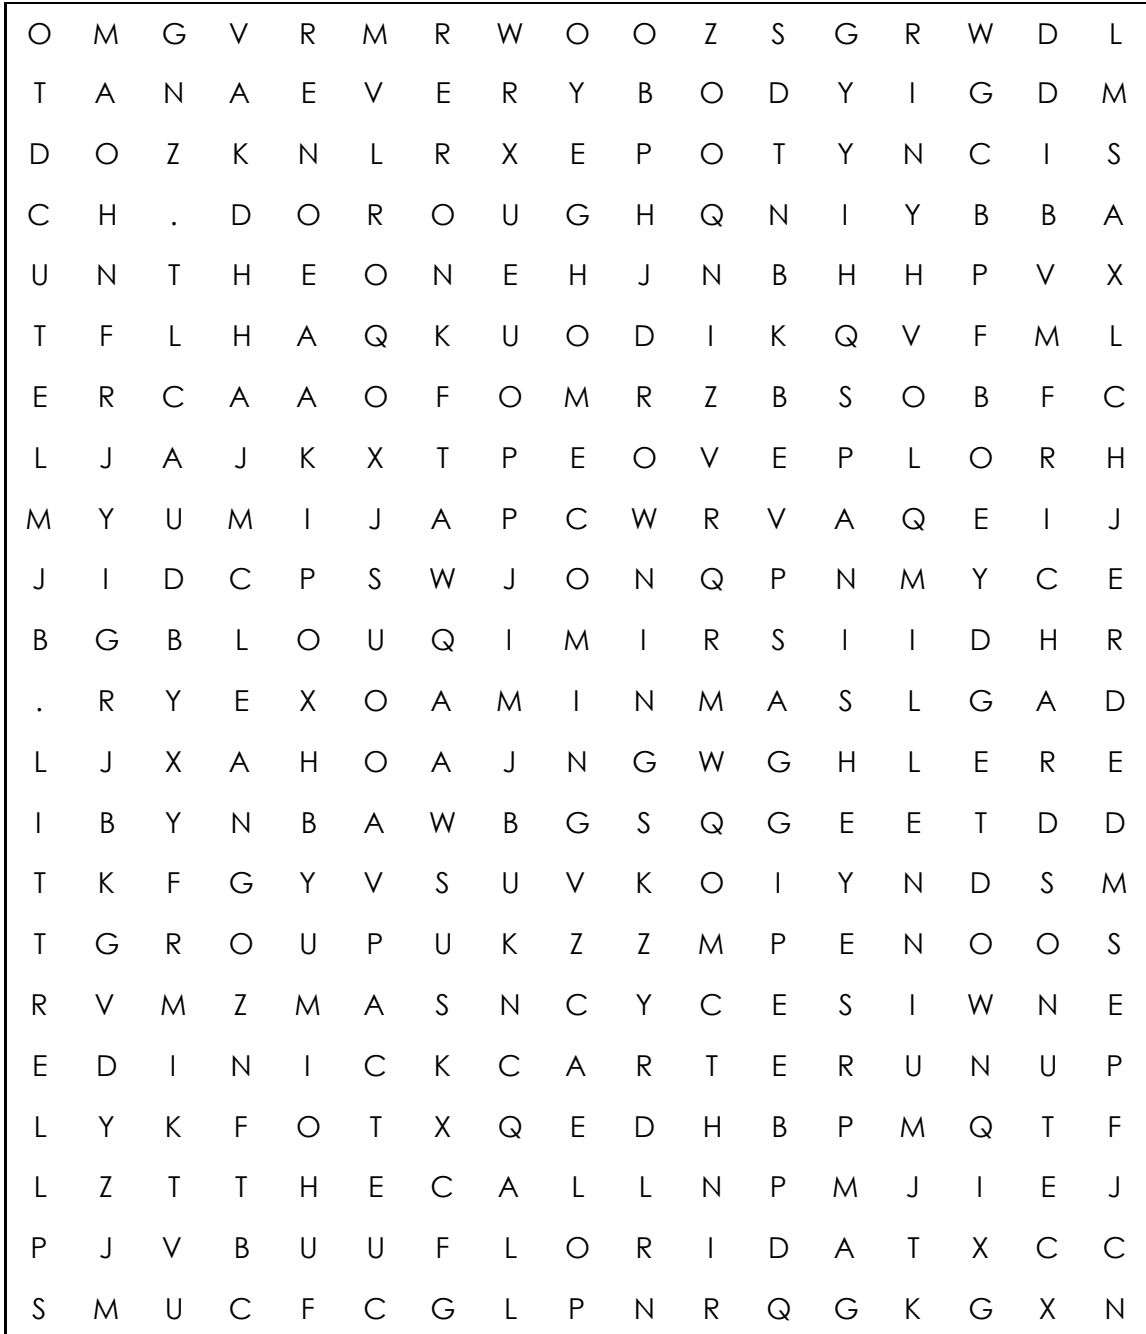 O M G V R M R W O O Z S G R W D L
T A N A E V E R Y B O D Y I G D M
D O Z K N L R X E P O T Y N C I S
C H . D O R O U G H Q N I Y B B A
U N T H E O N E H J N B H H P V X
T F L H A Q K U O D I K Q V F M L
E R C A A O F O M R Z B S O B F C
L J A J K X T P E O V E P L O R H
M Y U M I J A P C W R V A Q E I J
J I D C P S W J O N Q P N M Y C E
B G B L O U Q I M I R S I I D H R
. R Y E X O A M I N M A S L G A D
L J X A H O A J N G W G H L E R E
I B Y N B A W B G S Q G E E T D D
T K F G Y V S U V K O I Y N D S M
T G R O U P U K Z Z M P E N O O S
R V M Z M A S N C Y C E S I W N E
E D I N I C K C A R T E R U N U P
L Y K F O T X Q E D H B P M Q T F
L Z T T H E C A L L N P M J I E J
P J V B U U F L O R I D A T X C C
S M U C F C G L P N R Q G K G X N